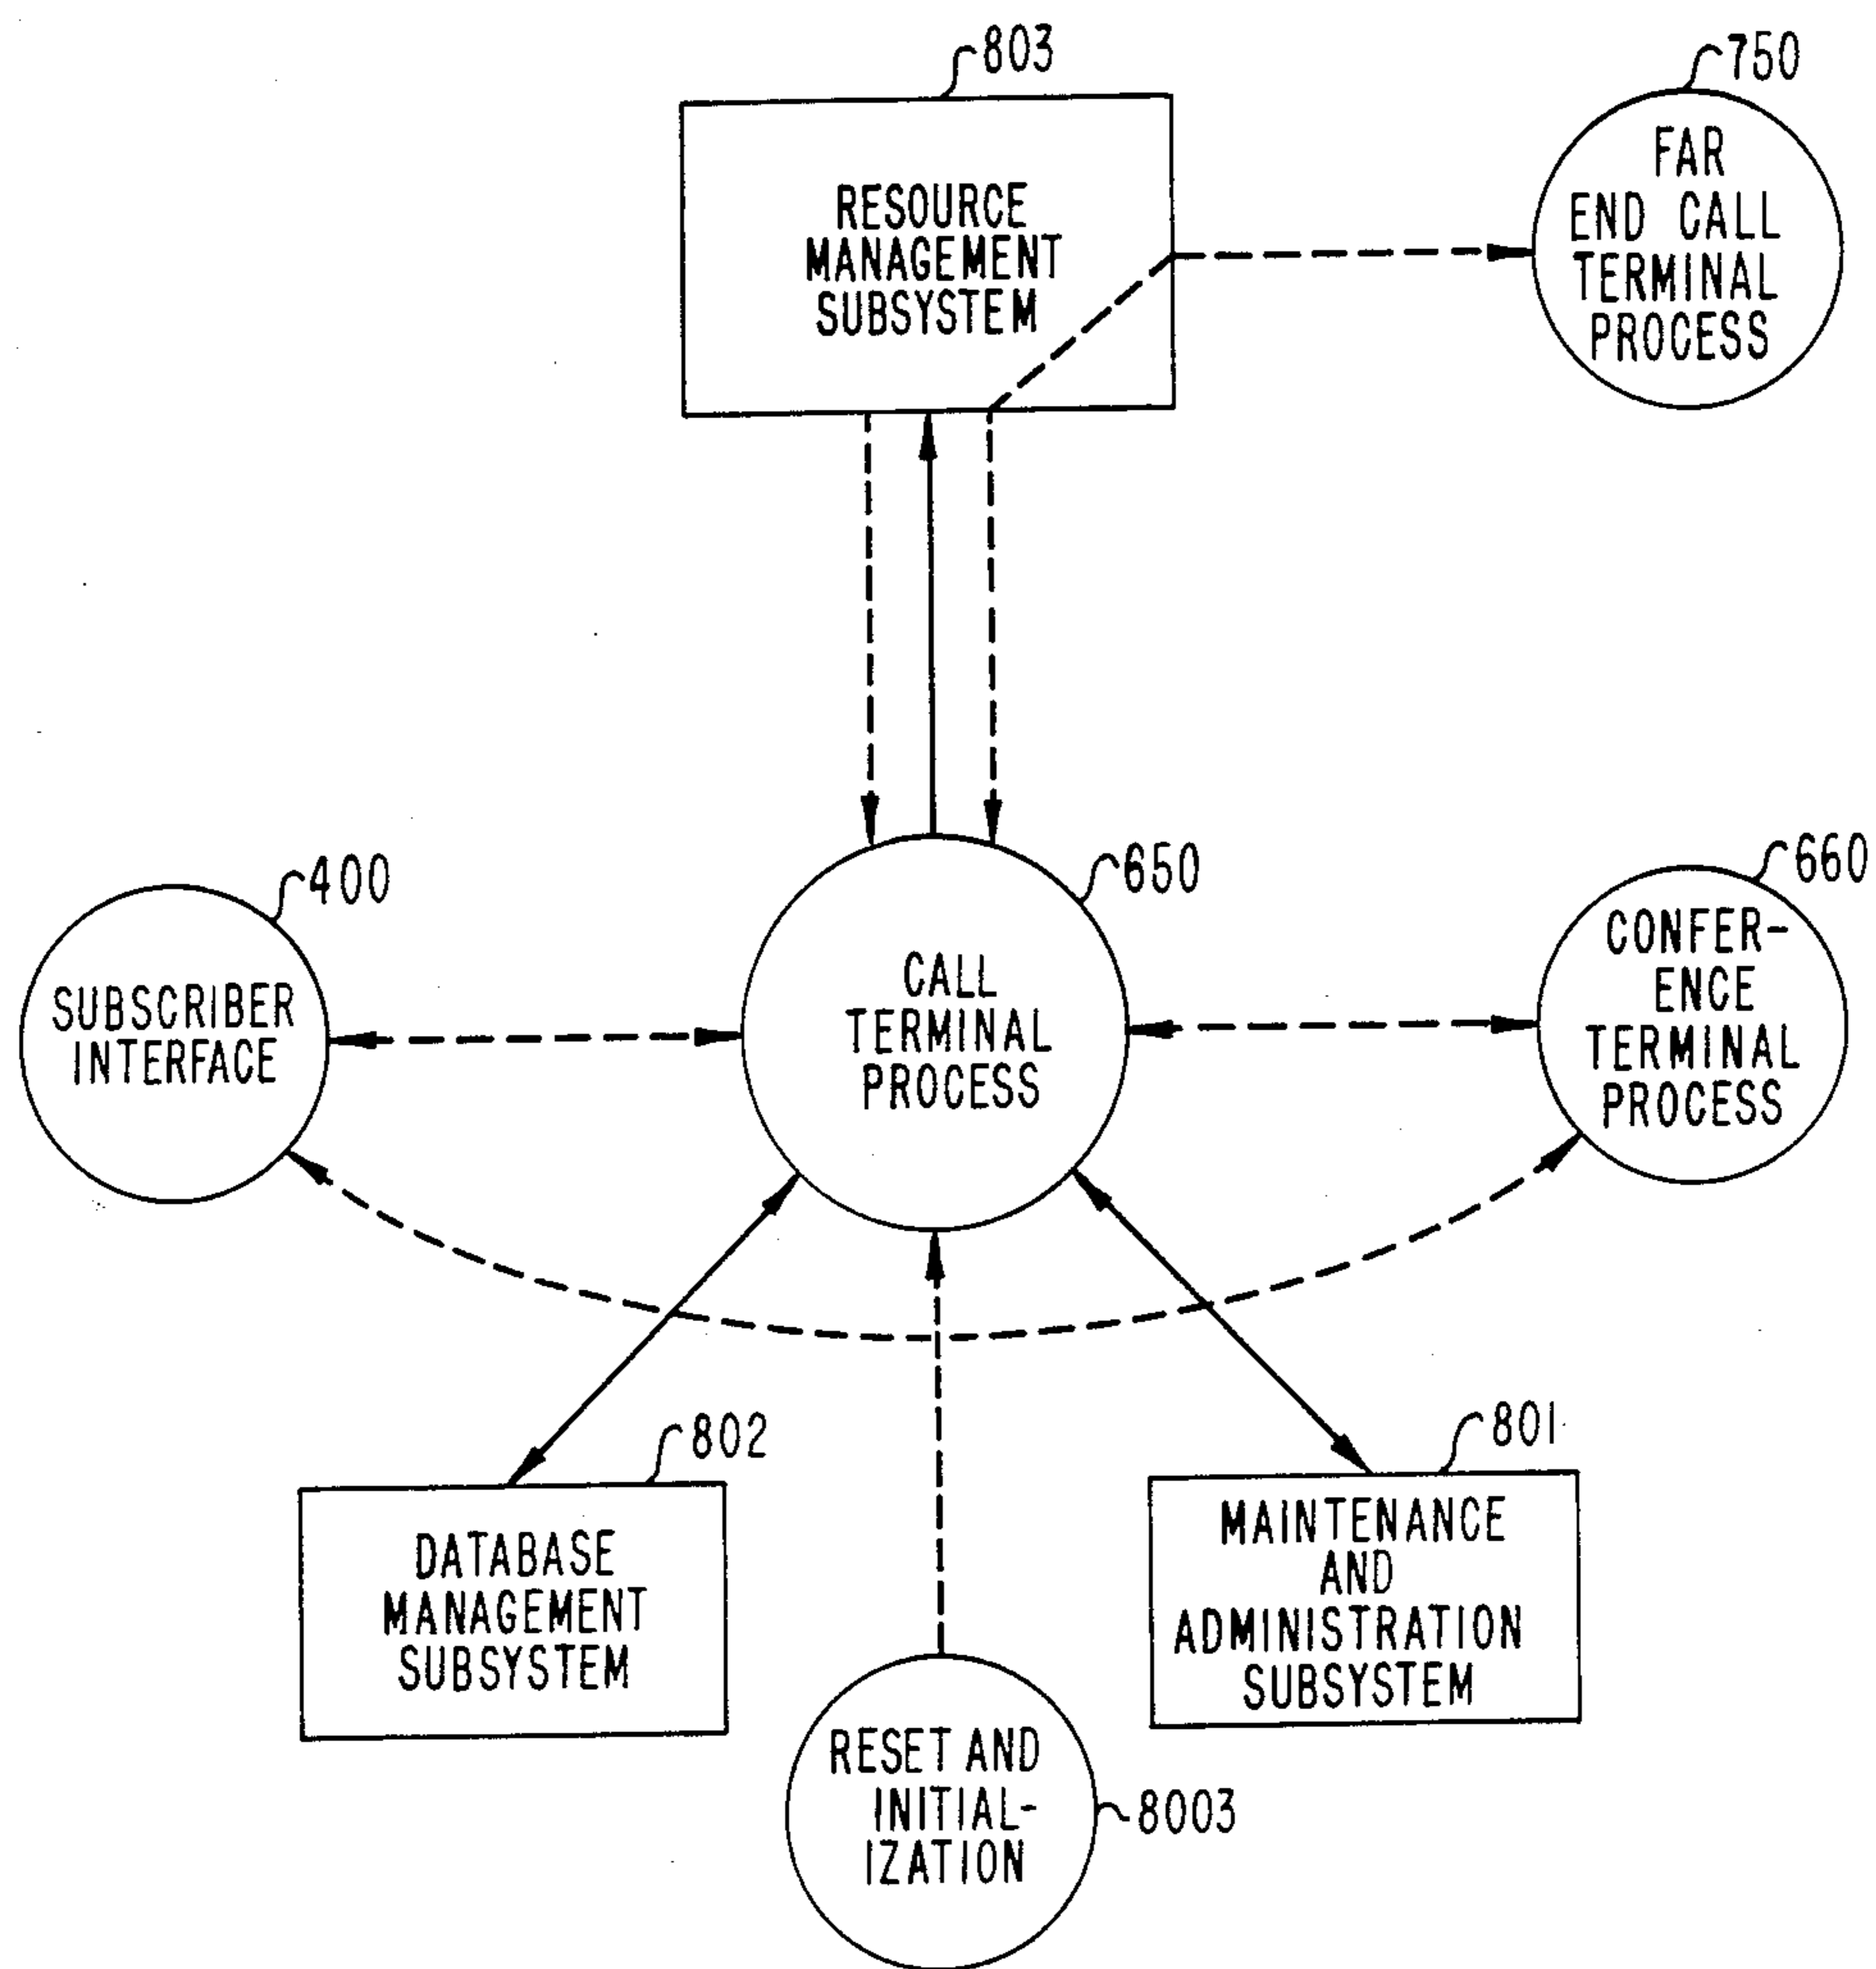 803
RESOURCE
MANAGEMENT
SUBSYSTEM
750
FAR
END CALL
TERMINAL
PROCESS
400
SUBSCRIBER
INTERFACE
650
CALL
TERMINAL
PROCESS
660
CONFER-
ENCE
TERMINAL
PROCESS
802
DATABASE
MANAGEMENT
SUBSYSTEM
801
MAINTENANCE
AND
ADMINISTRATION
SUBSYSTEM
RESET AND
INITIAL-
IZATION
8003